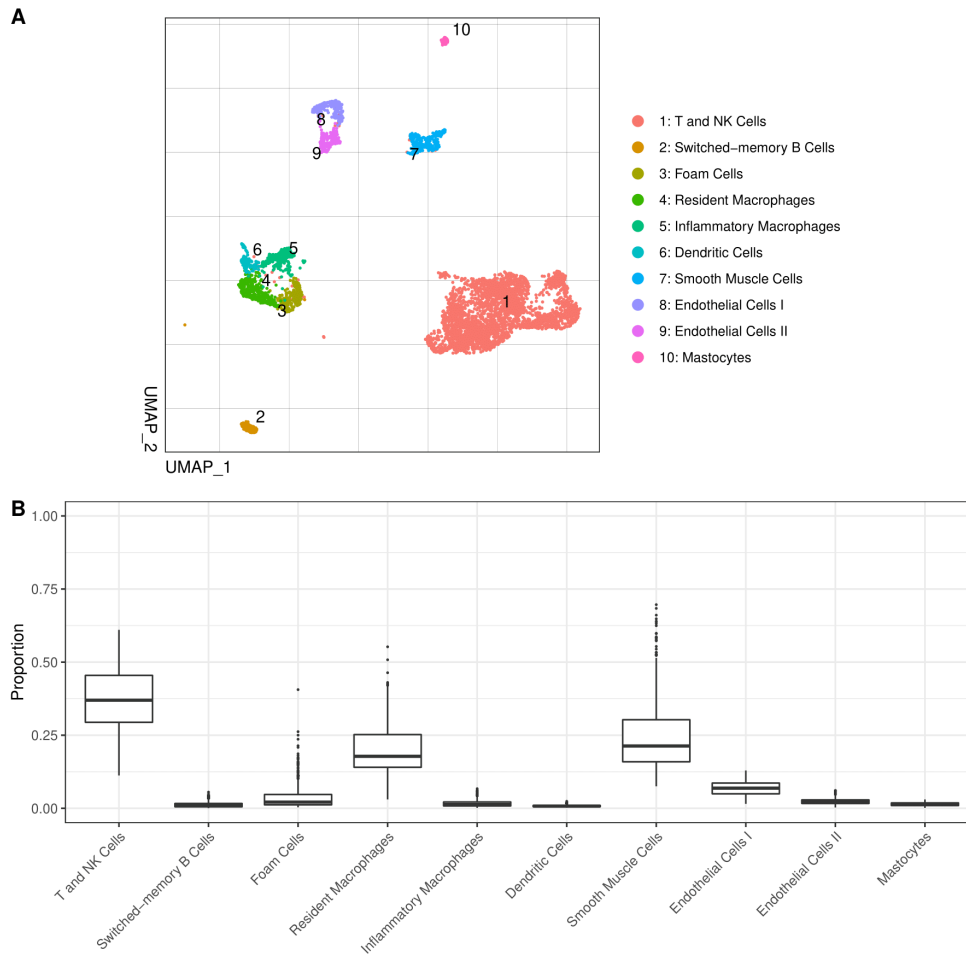 A
10
8
9
7
6
5
4
3
1
2
UMAP_2
UMAP_1
1: T and NK Cells
2: Switched−memory B Cells
3: Foam Cells
4: Resident Macrophages
5: Inflammatory Macrophages
6: Dendritic Cells
7: Smooth Muscle Cells
8: Endothelial Cells I
9: Endothelial Cells II
10: Mastocytes
B
Proportion
1.00
0.75
0.50
0.25
0.00
T and NK Cells
Switched−memory B Cells
Foam Cells
Resident Macrophages
Inflammatory Macrophages
Dendritic Cells
Smooth Muscle Cells
Endothelial Cells I
Endothelial Cells II
Mastocytes